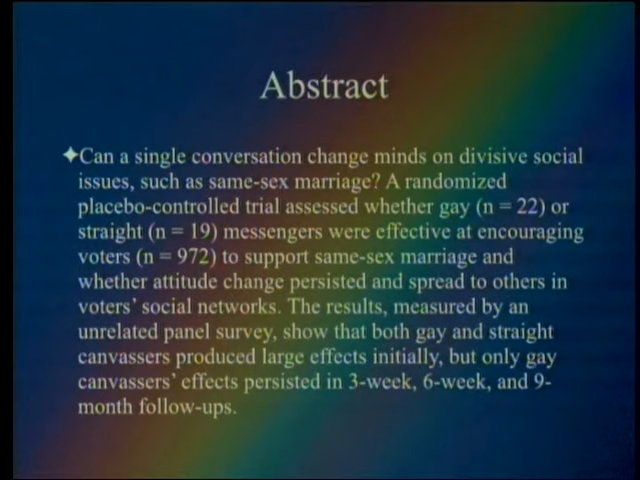 Abstract
✦Can a single conversation change minds on divisive social
issues, such as same-sex marriage? A randomized
placebo-controlled trial assessed whether gay (n = 22) or
straight (n = 19) messengers were effective at encouraging
voters (n = 972) to support same-sex marriage and
whether attitude change persisted and spread to others in
voters’ social networks. The results, measured by an
unrelated panel survey, show that both gay and straight
canvassers produced large effects initially, but only gay
canvassers’ effects persisted in 3-week, 6-week, and 9-
month follow-ups.